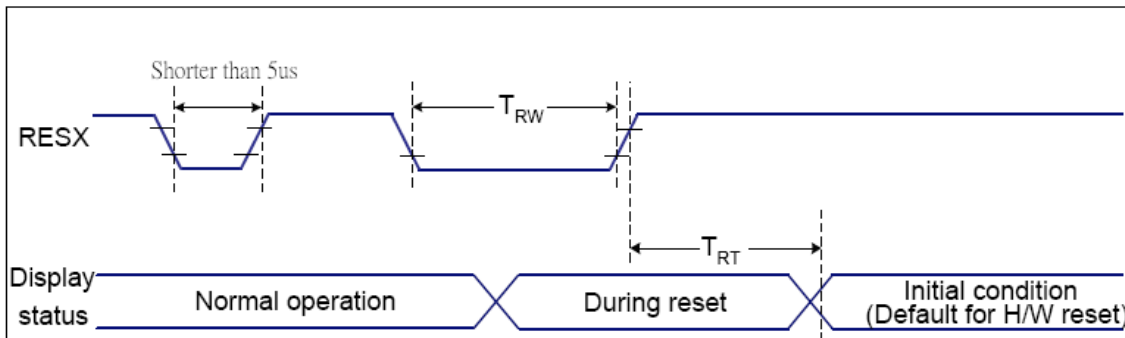 Shorter than 5us
TRW
RESX
TRT
Display
status
Normal operation
During reset
Initial condition
(Default for H/W reset)